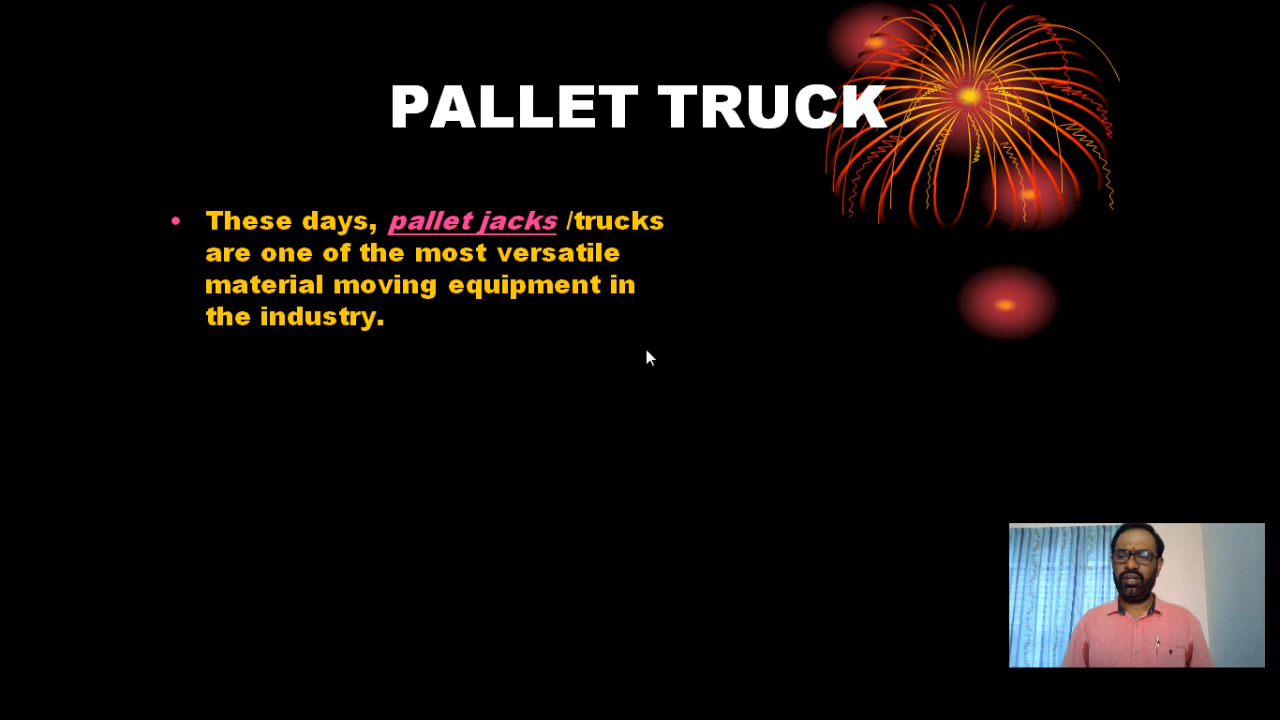 PALLET TRUCK
• These days, pallet jacks /trucks
are one of the most versatile
material moving equipment in
the industry.